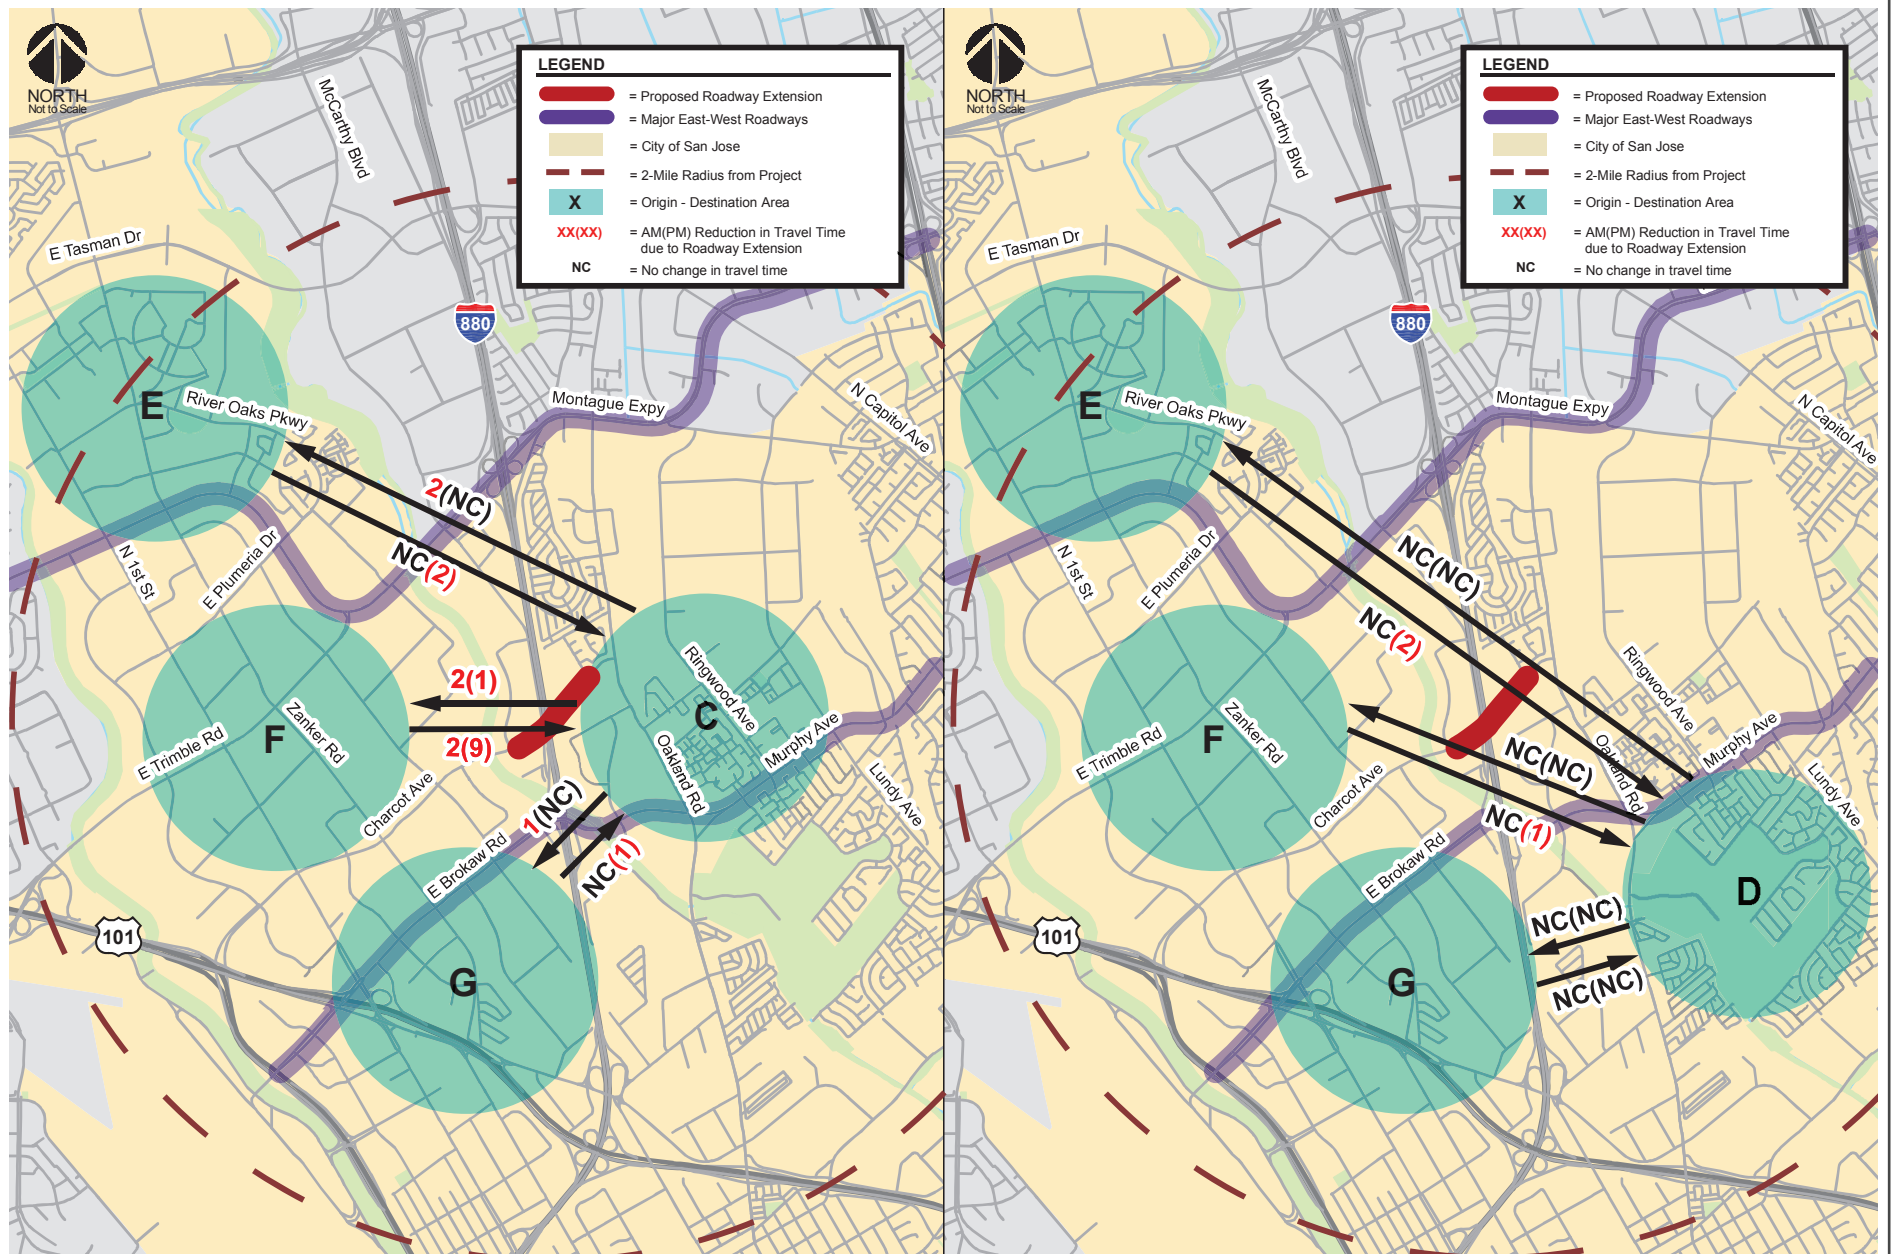 NORTH
Not to Scale
McCarthy Blvd
LEGEND
= Proposed Roadway Extension
= Major East-West Roadways
= City of San Jose
= 2-Mile Radius from Project
X = Origin - Destination Area
XX(XX) = AM(PM) Reduction in Travel Time
due to Roadway Extension
NC = No change in travel time
E Tasman Dr
880
E
River Oaks Pkwy
Montague Expy
N Capitol Ave
2(NC)
NC(2)
N 1st St
E Plumeria Dr
Ringwood Ave
2(1)
C
F
Zanker Rd
2(9)
E Trimble Rd
Oakland Rd
Murphy Ave
Charcot Ave
Lundy Ave
1(NC)
NC(1)
E Brokaw Rd
101
G
NORTH
Not to Scale
McCarthy Blvd
LEGEND
= Proposed Roadway Extension
= Major East-West Roadways
= City of San Jose
= 2-Mile Radius from Project
X = Origin - Destination Area
XX(XX) = AM(PM) Reduction in Travel Time
due to Roadway Extension
NC = No change in travel time
E Tasman Dr
880
E
River Oaks Pkwy
Montague Expy
N Capitol Ave
NC(NC)
N 1st St
E Plumeria Dr
NC(2)
Ringwood Ave
F
Zanker Rd
E Trimble Rd
NC(NC)
Oakland Rd
Murphy Ave
Charcot Ave
Lundy Ave
NC(1)
E Brokaw Rd
D
NC(NC)
101
G
NC(NC)